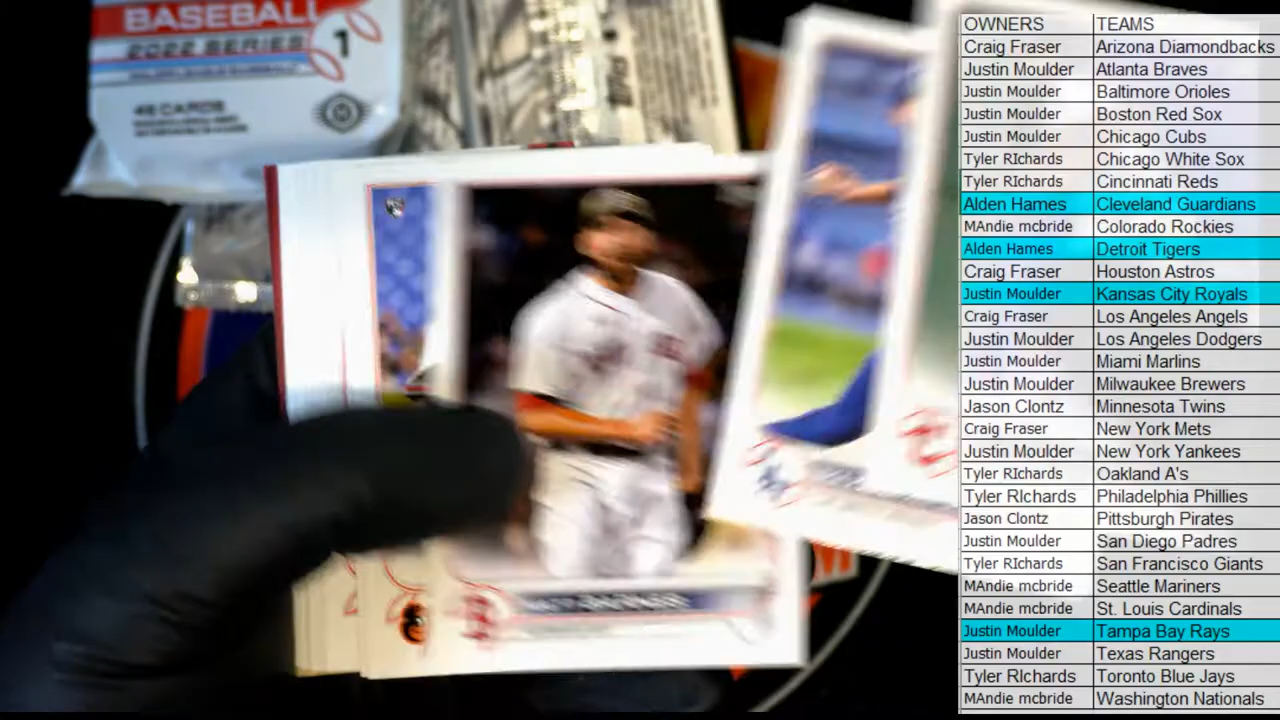 BASEBALL
2022 SERIES 1
46 CARDS
OWNERS TEAMS
Craig Fraser Arizona Diamondbacks
Justin Moulder Atlanta Braves
Justin Moulder Baltimore Orioles
Justin Moulder Boston Red Sox
Justin Moulder Chicago Cubs
Tyler RIchards Chicago White Sox
Tyler RIchards Cincinnati Reds
Alden Hames Cleveland Guardians
MAndie mcbride Colorado Rockies
Alden Hames Detroit Tigers
Craig Fraser Houston Astros
Justin Moulder Kansas City Royals
Craig Fraser Los Angeles Angels
Justin Moulder Los Angeles Dodgers
Justin Moulder Miami Marlins
Justin Moulder Milwaukee Brewers
Jason Clontz Minnesota Twins
Craig Fraser New York Mets
Justin Moulder New York Yankees
Tyler RIchards Oakland A's
Tyler RIchards Philadelphia Phillies
Jason Clontz Pittsburgh Pirates
Justin Moulder San Diego Padres
Tyler RIchards San Francisco Giants
MAndie mcbride Seattle Mariners
MAndie mcbride St. Louis Cardinals
Justin Moulder Tampa Bay Rays
Justin Moulder Texas Rangers
Tyler RIchards Toronto Blue Jays
MAndie mcbride Washington Nationals